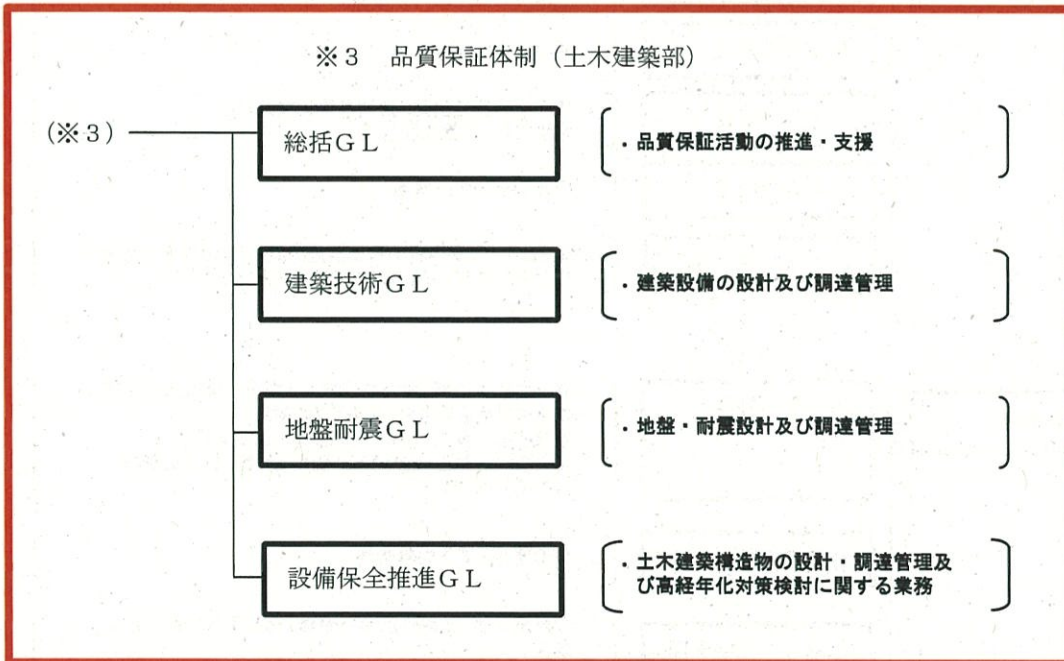 ※3 品質保証体制（土木建築部）
（※3）
総括GL
・品質保証活動の推進・支援
建築技術GL
・建築設備の設計及び調達管理
地盤耐震GL
・地盤・耐震設計及び調達管理
設備保全推進GL
・土木建築構造物の設計・調達管理及
び高経年化対策検討に関する業務